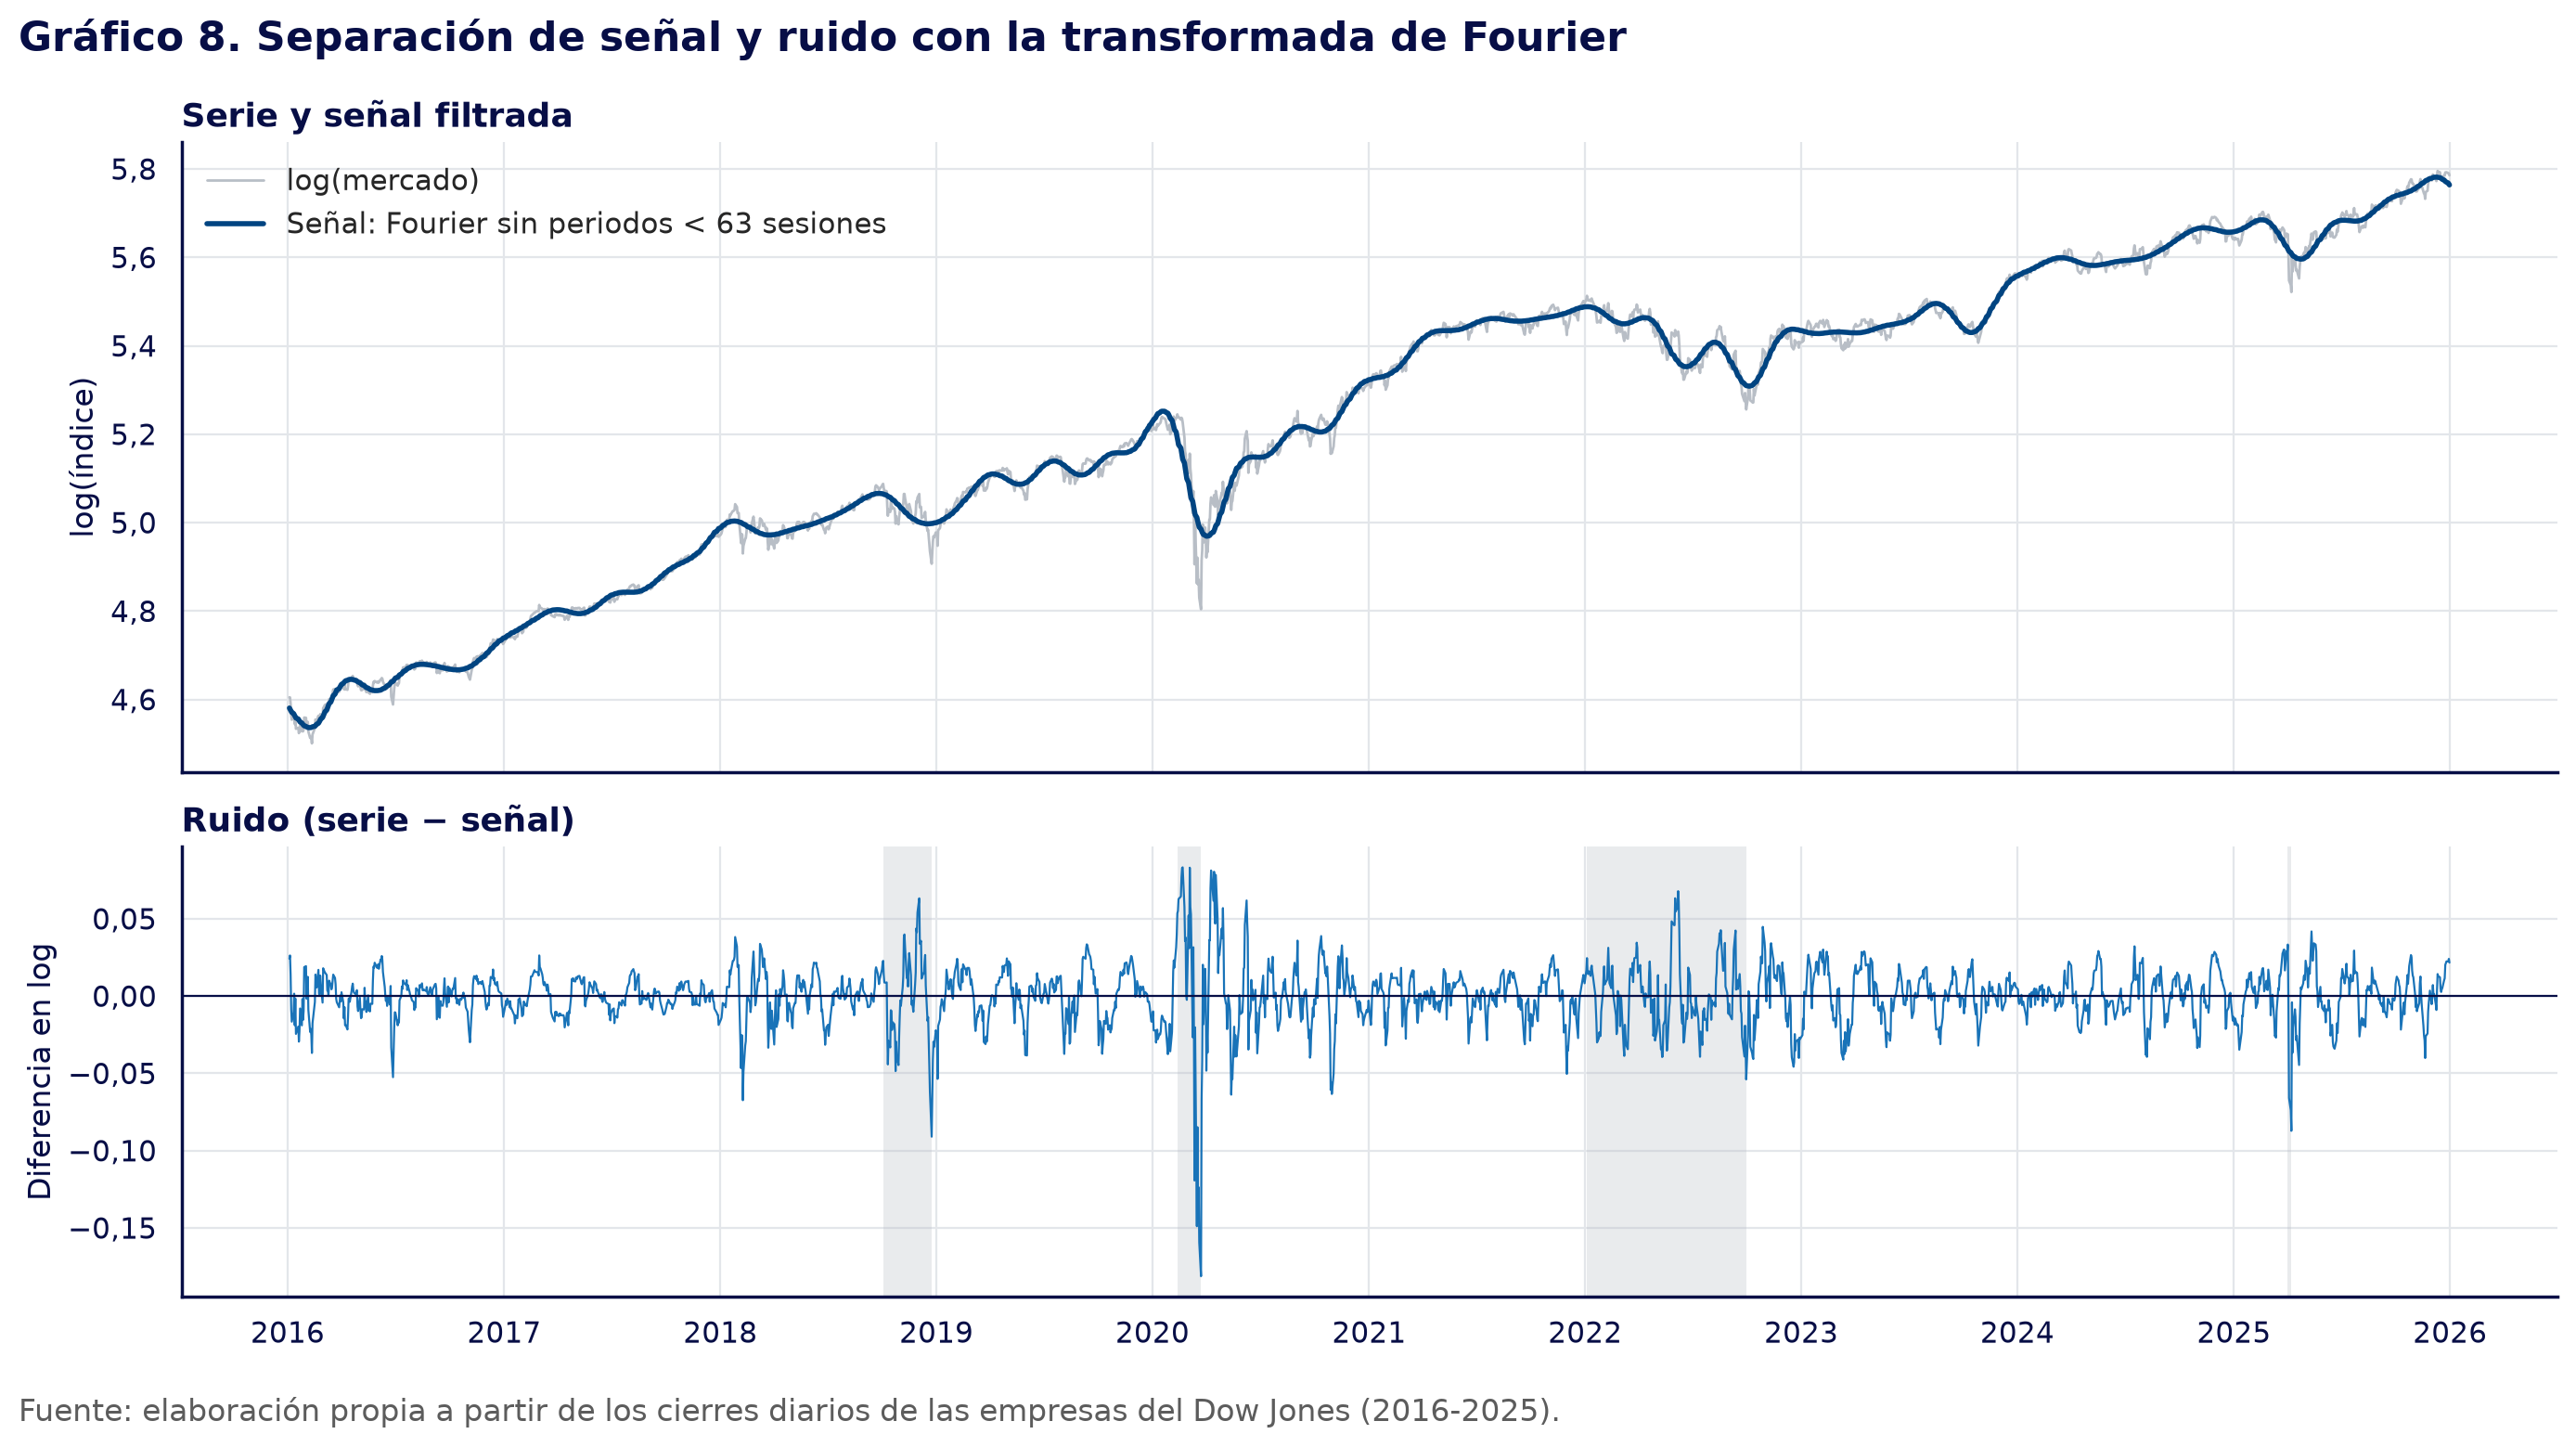 Gráfico 8. Separación de señal y ruido con la transformada de Fourier
Serie y señal filtrada
log(mercado)
Señal: Fourier sin periodos < 63 sesiones
log(índice)
5,8
5,6
5,4
5,2
5,0
4,8
4,6
Ruido (serie − señal)
Diferencia en log
0,05
0,00
−0,05
−0,10
−0,15
2016 2017 2018 2019 2020 2021 2022 2023 2024 2025 2026
Fuente: elaboración propia a partir de los cierres diarios de las empresas del Dow Jones (2016-2025).